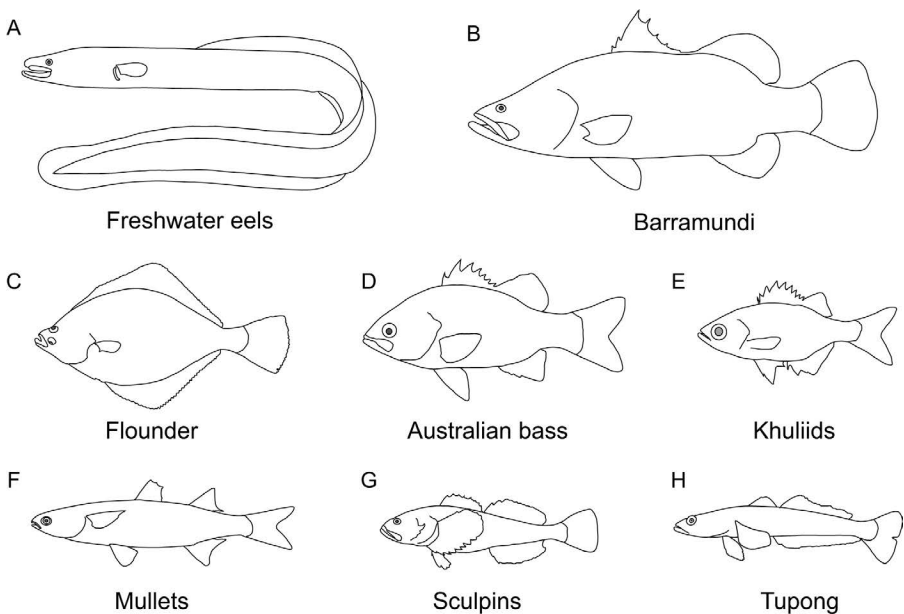 A
Freshwater eels
B
Barramundi
C
Flounder
D
Australian bass
E
Khuliids
F
Mullets
G
Sculpins
H
Tupong